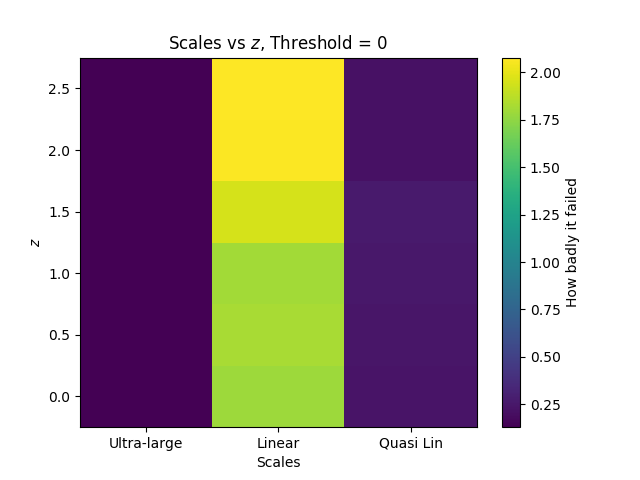 Scales vs z, Threshold = 0
2.5
2.0
1.5
1.0
0.5
0.0
z
Ultra-large
Linear
Quasi Lin
Scales
2.00
1.75
1.50
1.25
1.00
0.75
0.50
0.25
How badly it failed